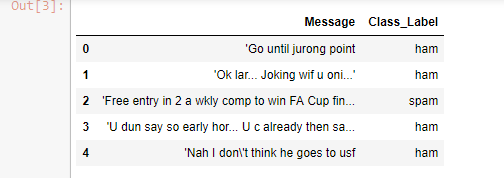 Out[3]:
Message Class_Label
0 'Go until jurong point ham
1 'Ok lar... Joking wif u oni...' ham
2 'Free entry in 2 a wkly comp to win FA Cup fin... spam
3 'U dun say so early hor... U c already then sa... ham
4 'Nah I don\'t think he goes to usf ham